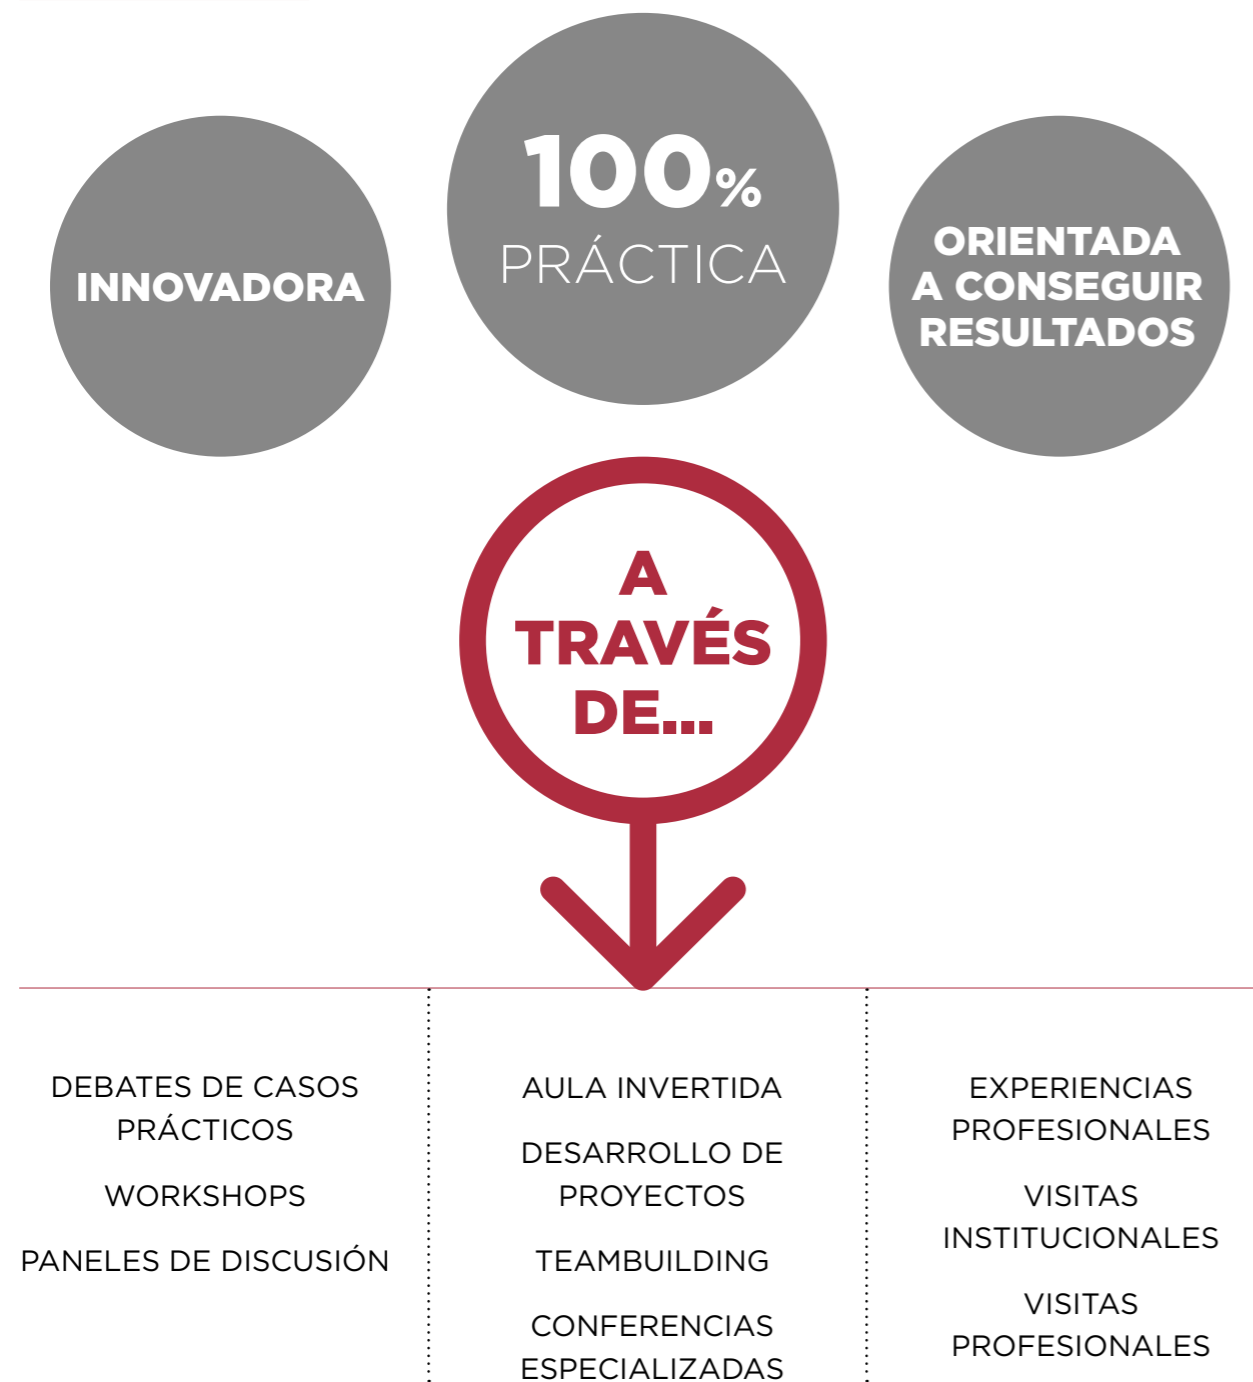 INNOVADORA
100%
PRÁCTICA
ORIENTADA
A CONSEGUIR
RESULTADOS
A
TRAVÉS
DE...
DEBATES DE CASOS
PRÁCTICOS
WORKSHOPS
PANELES DE DISCUSIÓN
AULA INVERTIDA
DESARROLLO DE
PROYECTOS
TEAMBUILDING
CONFERENCIAS
ESPECIALIZADAS
EXPERIENCIAS
PROFESIONALES
VISITAS
INSTITUCIONALES
VISITAS
PROFESIONALES